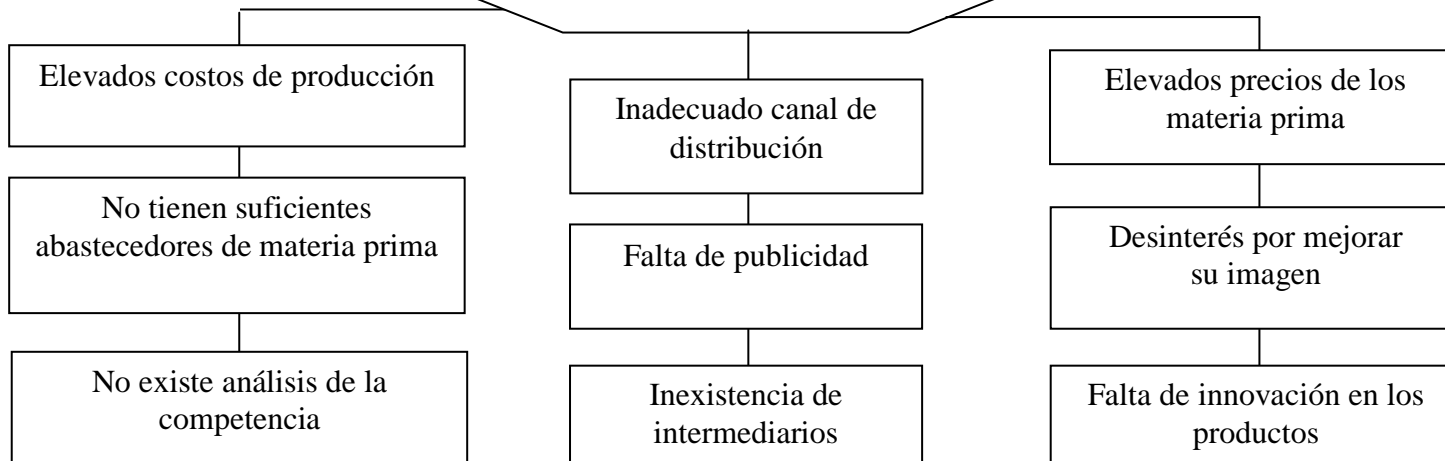 Elevados costos de producción
No tienen suficientes
abastecedores de materia prima
No existe análisis de la
competencia
Inadecuado canal de
distribución
Falta de publicidad
Inexistencia de
intermediarios
Elevados precios de los
materia prima
Desinterés por mejorar
su imagen
Falta de innovación en los
productos